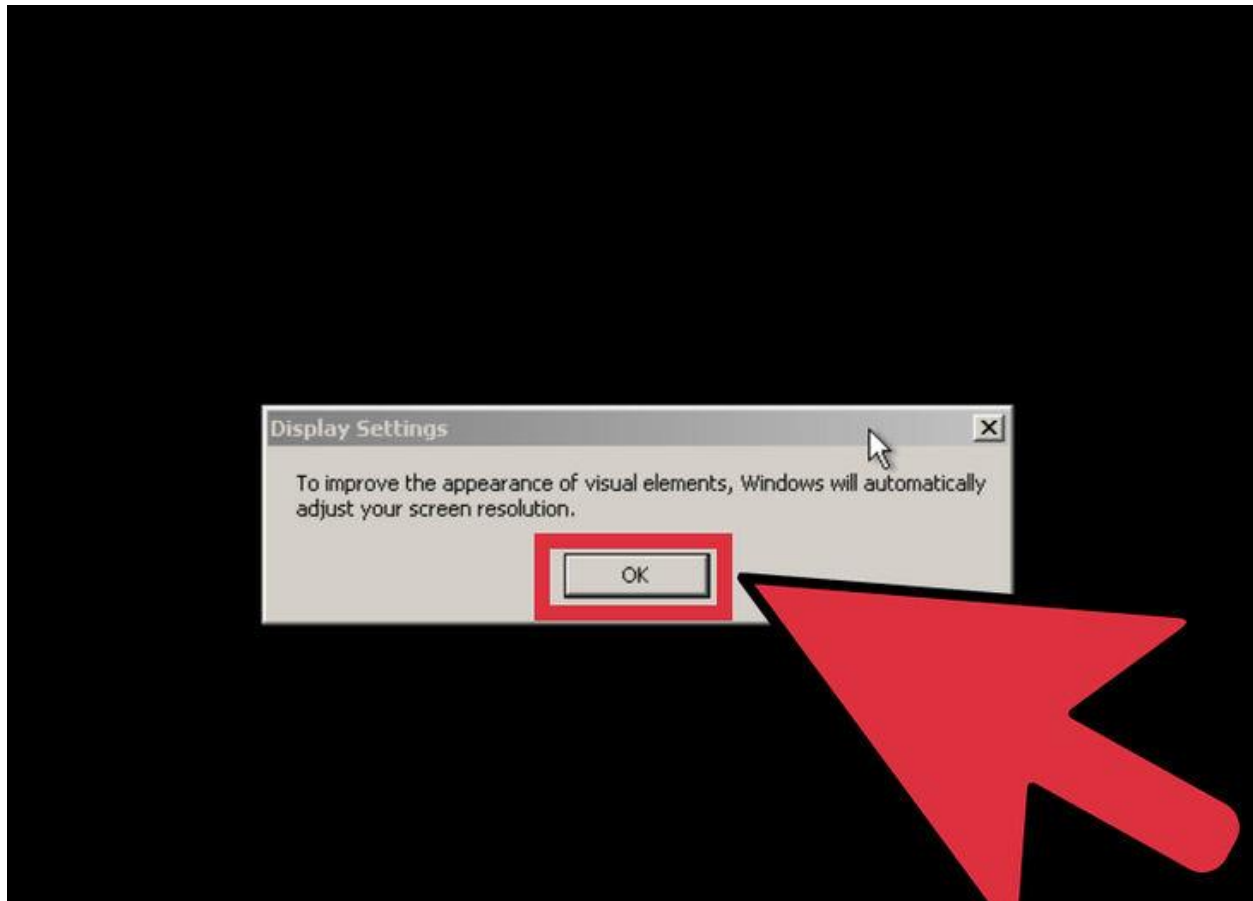 Display Settings
To improve the appearance of visual elements, Windows will automatically
adjust your screen resolution.
OK